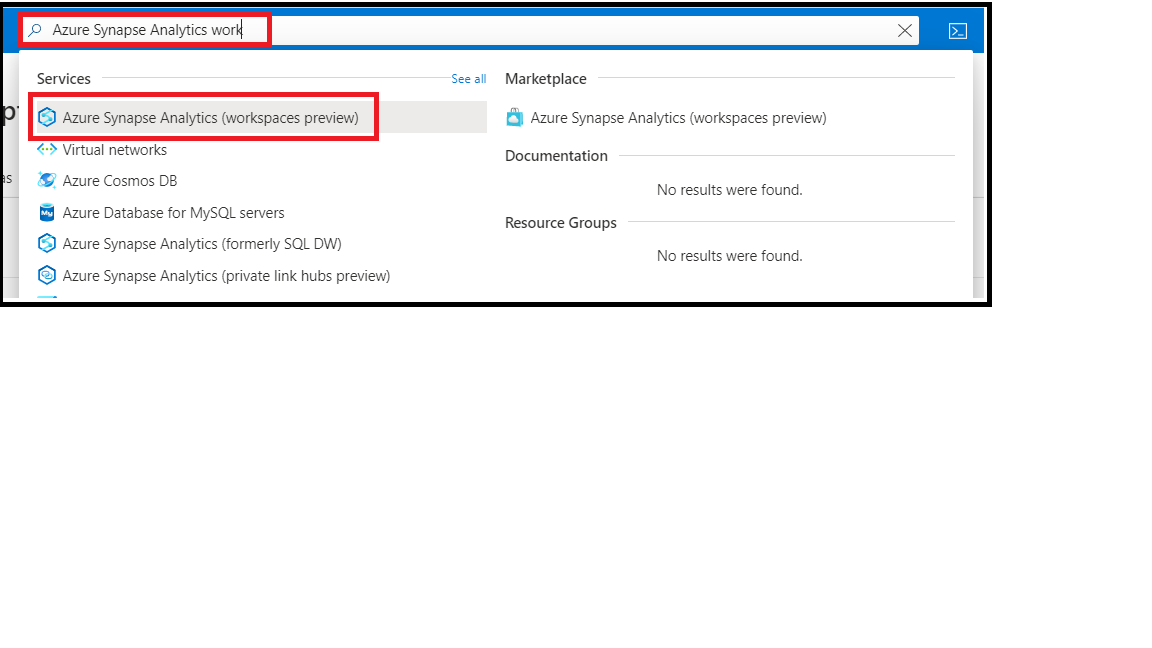 Azure Synapse Analytics work
Services
See all
Azure Synapse Analytics (workspaces preview)
Virtual networks
Azure Cosmos DB
Azure Database for MySQL servers
Azure Synapse Analytics (formerly SQL DW)
Azure Synapse Analytics (private link hubs preview)
Marketplace
Azure Synapse Analytics (workspaces preview)
Documentation
No results were found.
Resource Groups
No results were found.